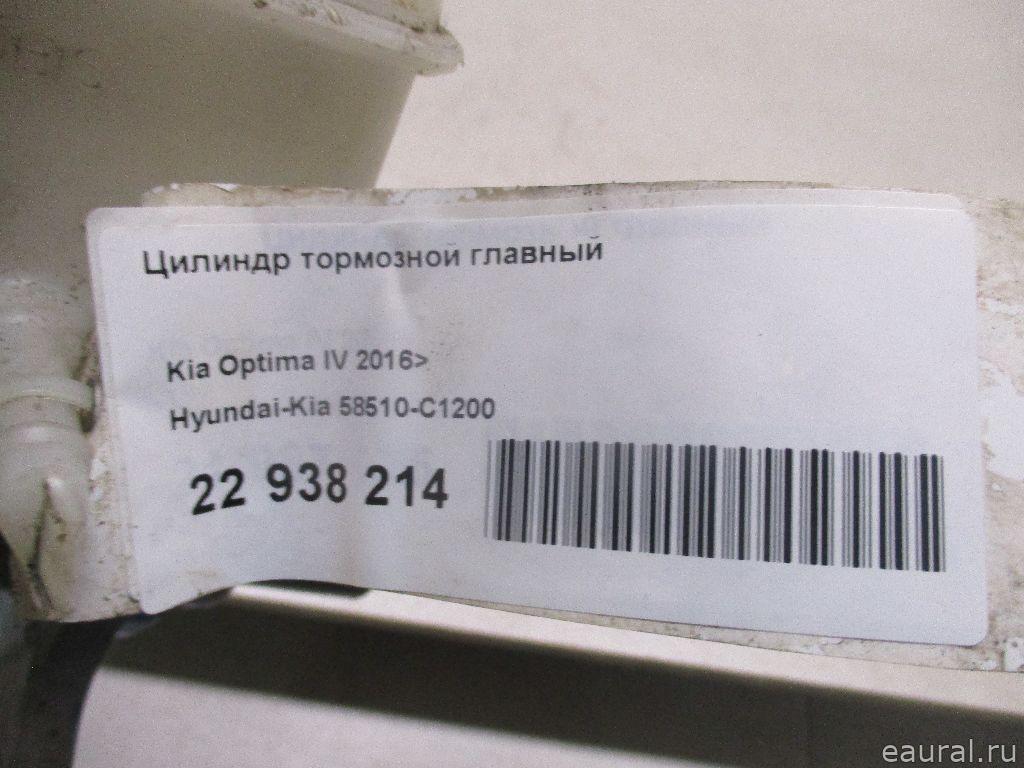 Цилиндр тормозной главный
Kia Optima IV 2016>
Hyundai-Kia 58510-C1200
22 938 214
eaural.ru